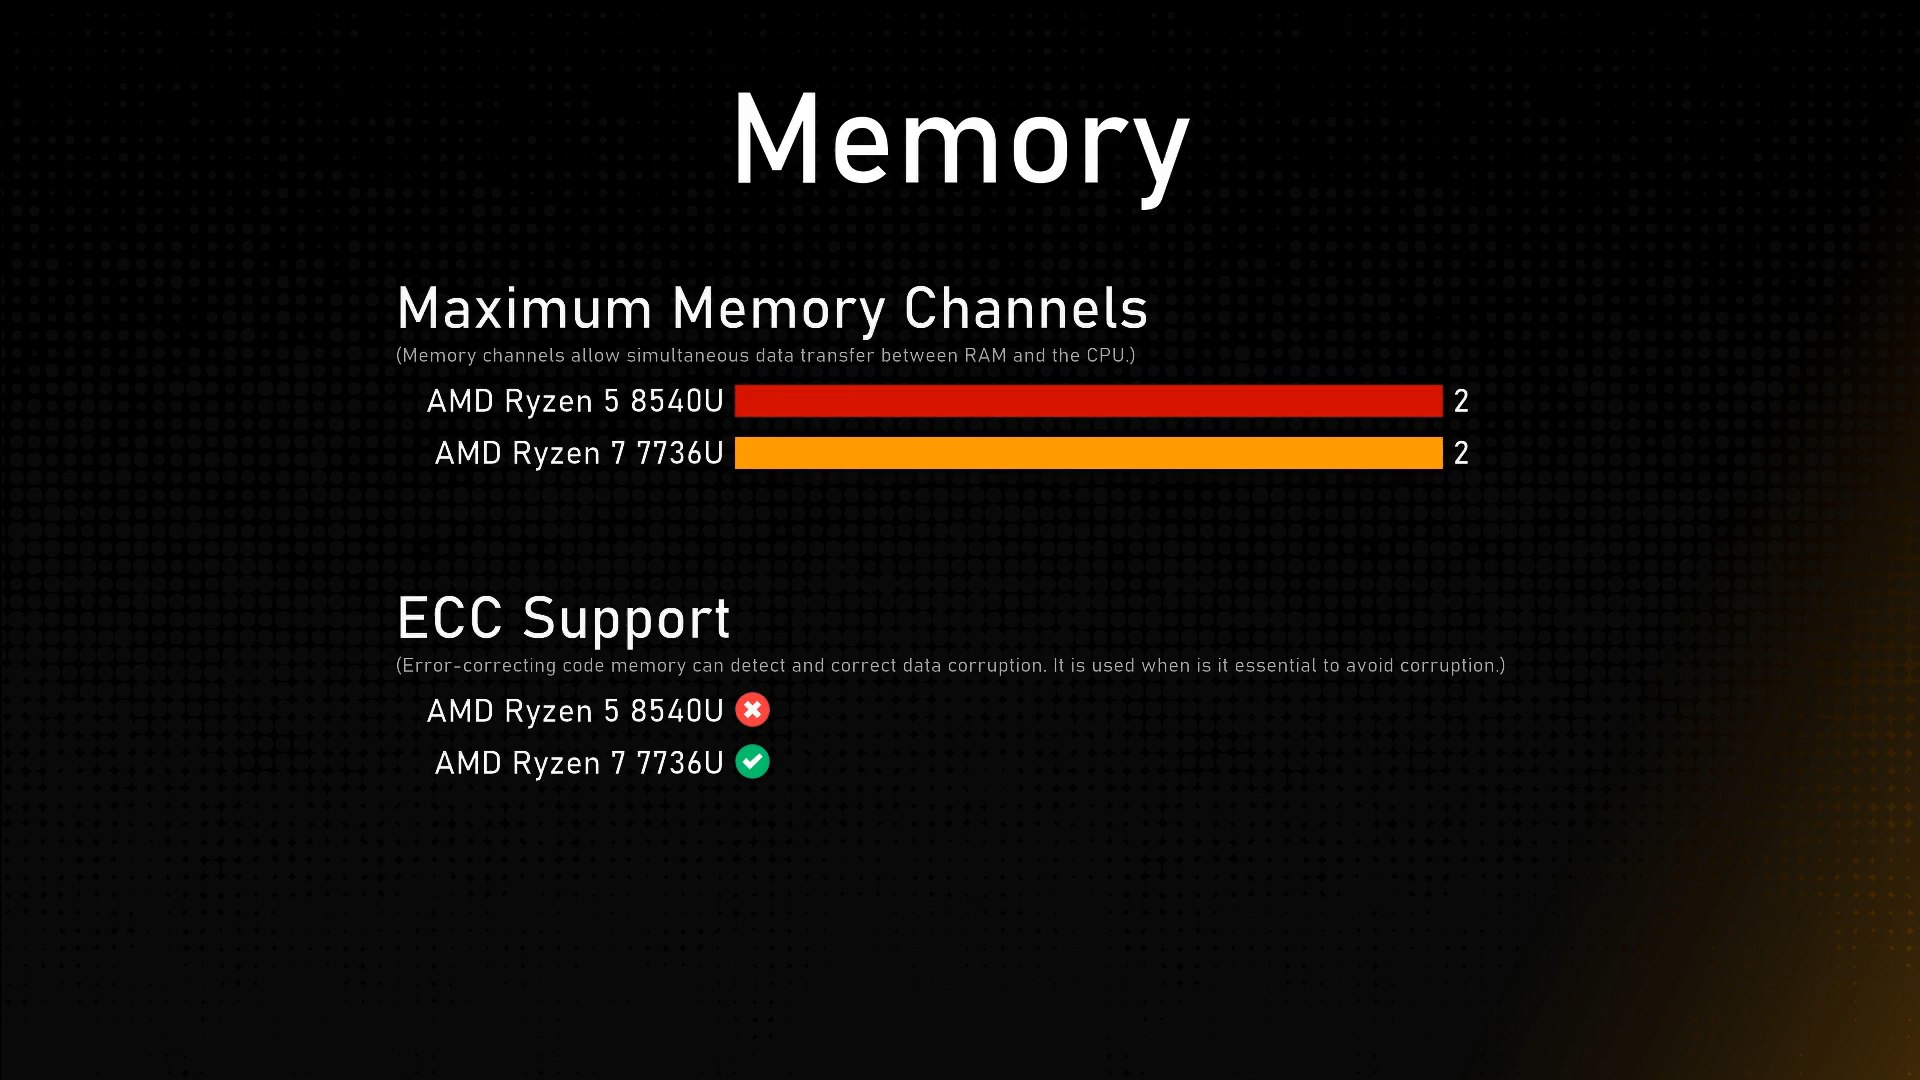 Memory
Maximum Memory Channels
(Memory channels allow simultaneous data transfer between RAM and the CPU.)
AMD Ryzen 5 8540U 2
AMD Ryzen 7 7736U 2
ECC Support
(Error-correcting code memory can detect and correct data corruption. It is used when is it essential to avoid corruption.)
AMD Ryzen 5 8540U
AMD Ryzen 7 7736U